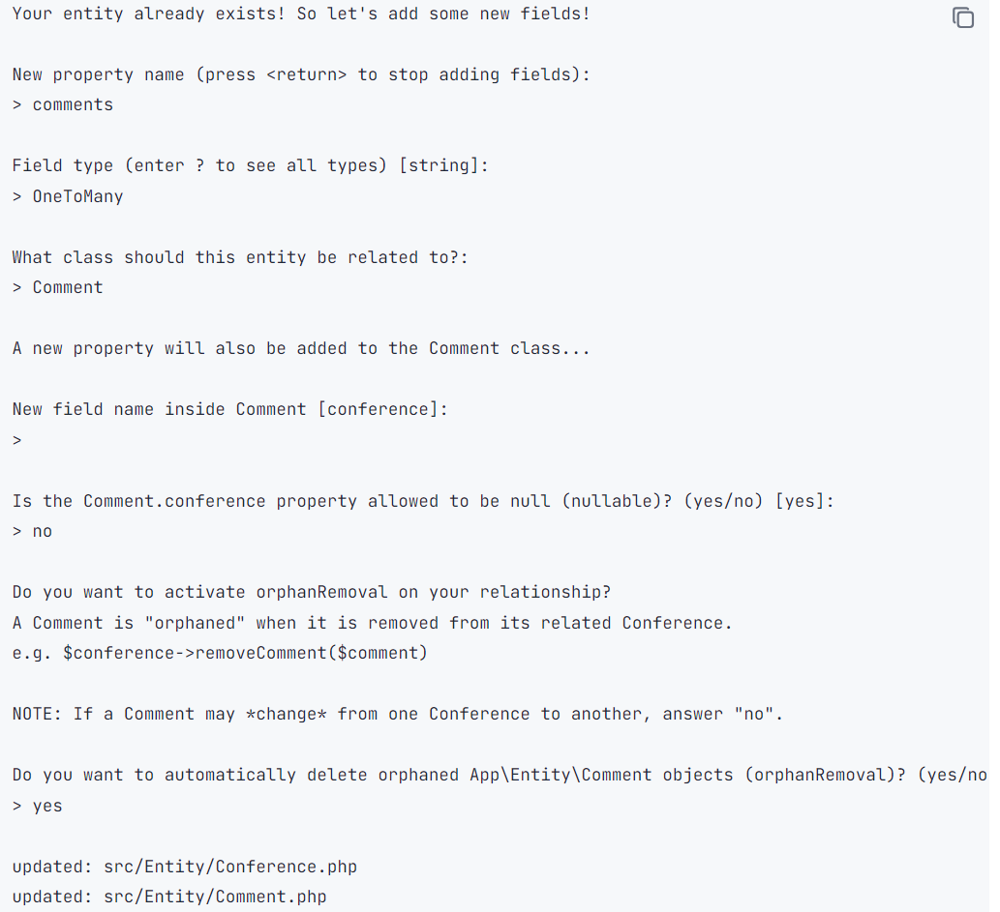 Your entity already exists! So let's add some new fields!
New property name (press <return> to stop adding fields):
> comments
Field type (enter ? to see all types) [string]:
> OneToMany
What class should this entity be related to?:
> Comment
A new property will also be added to the Comment class...
New field name inside Comment [conference]:
>
Is the Comment.conference property allowed to be null (nullable)? (yes/no) [yes]:
> no
Do you want to activate orphanRemoval on your relationship?
A Comment is "orphaned" when it is removed from its related Conference.
e.g. $conference->removeComment($comment)
NOTE: If a Comment may *change* from one Conference to another, answer "no".
Do you want to automatically delete orphaned App\Entity\Comment objects (orphanRemoval)? (yes/no
> yes
updated: src/Entity/Conference.php
updated: src/Entity/Comment.php